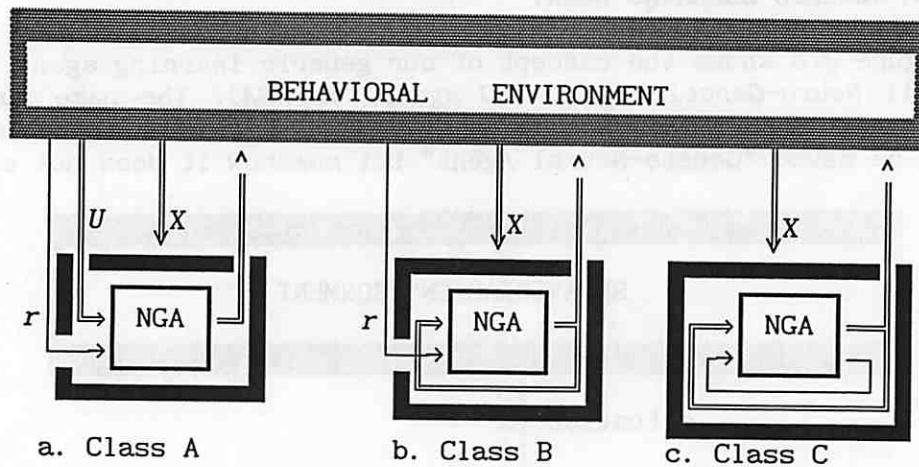 BEHAVIORAL ENVIRONMENT
U X X X
r NGA r NGA NGA
a. Class A b. Class B c. Class C